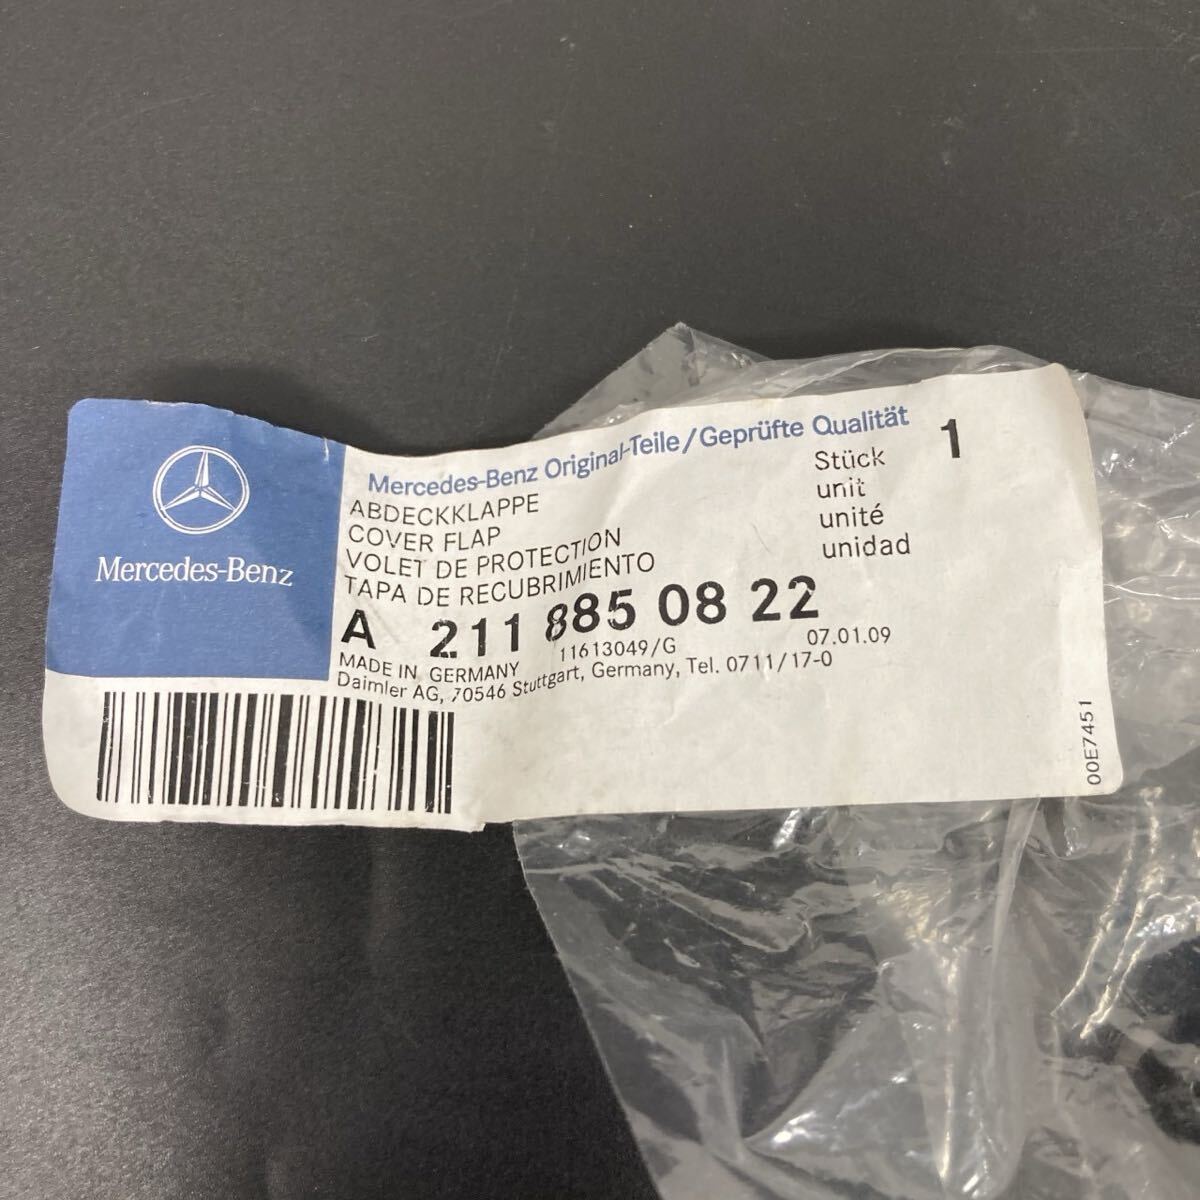 Mercedes-Benz
Mercedes-Benz Original-Teile/Geprüfte Qualität
ABDECKKLAPPE
COVER FLAP
VOLET DE PROTECTION
TAPA DE RECUBRIMIENTO
Stück 1
unit
unité
unidad
A 211 885 08 22
11613049/G 07.01.09
MADE IN GERMANY
Daimler AG, 70546 Stuttgart, Germany, Tel. 0711/17-0
00E7451